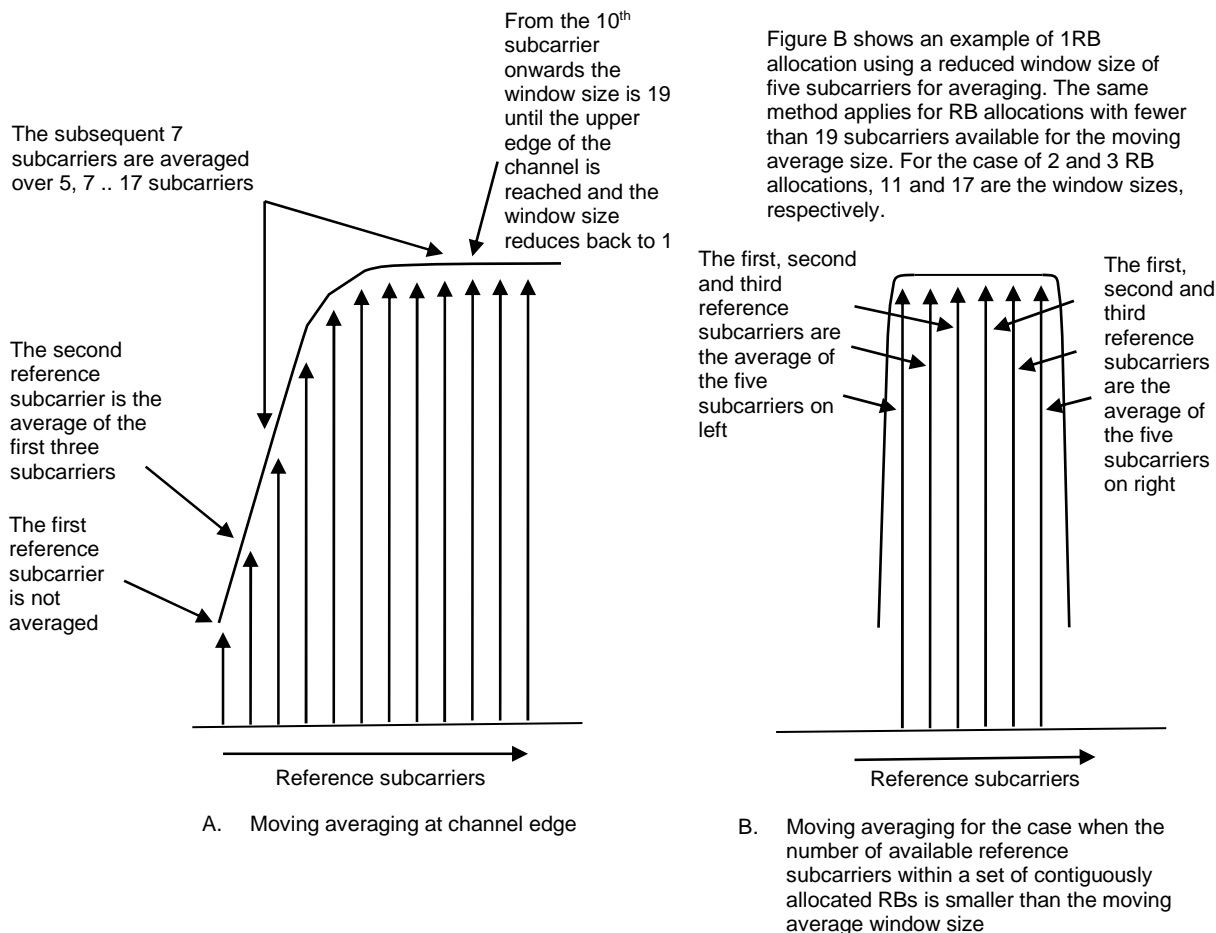 From the 10th
subcarrier
onwards the
window size is 19
until the upper
edge of the
channel is
reached and the
window size
reduces back to 1
The subsequent 7
subcarriers are averaged
over 5, 7 .. 17 subcarriers
The second
reference
subcarrier is the
average of the
first three
subcarriers
The first
reference
subcarrier
is not
averaged
Reference subcarriers
A. Moving averaging at channel edge
Figure B shows an example of 1RB
allocation using a reduced window size of
five subcarriers for averaging. The same
method applies for RB allocations with fewer
than 19 subcarriers available for the moving
average size. For the case of 2 and 3 RB
allocations, 11 and 17 are the window sizes,
respectively.
The first, second
and third
reference
subcarriers are
the average of
the five
subcarriers on
left
The first,
second and
third
reference
subcarriers
are the
average of
the five
subcarriers
on right
Reference subcarriers
B. Moving averaging for the case when the
number of available reference
subcarriers within a set of contiguously
allocated RBs is smaller than the moving
average window size